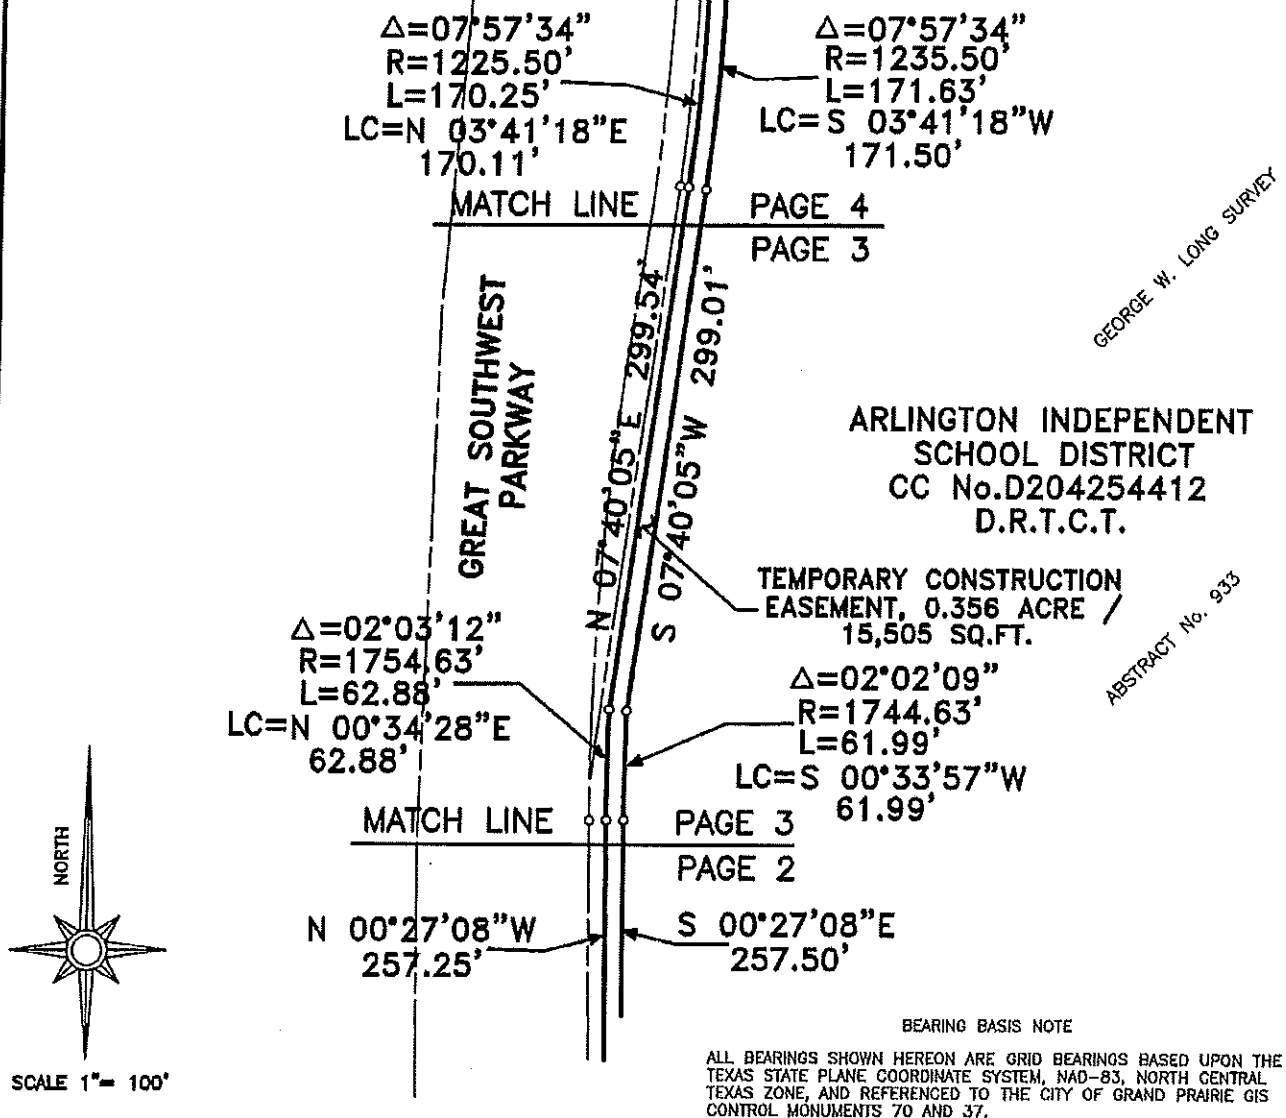 Δ=07°57'34"
R=1225.50'
L=170.25'
LC=N 03°41'18"E
170.11'
Δ=07°57'34"
R=1235.50'
L=171.63'
LC=S 03°41'18"W
171.50'
MATCH LINE PAGE 4
PAGE 3
GEORGE W. LONG SURVEY
GREAT SOUTHWEST
PARKWAY
N 07°40'05"E 299.54'
S 07°40'05"W 299.01'
ARLINGTON INDEPENDENT
SCHOOL DISTRICT
CC No.D204254412
D.R.T.C.T.
TEMPORARY CONSTRUCTION
EASEMENT, 0.356 ACRE /
15,505 SQ.FT.
ABSTRACT No. 933
Δ=02°03'12"
R=1754.63'
L=62.88'
LC=N 00°34'28"E
62.88'
Δ=02°02'09"
R=1744.63'
L=61.99'
LC=S 00°33'57"W
61.99'
MATCH LINE PAGE 3
PAGE 2
N 00°27'08"W
257.25'
S 00°27'08"E
257.50'
NORTH
SCALE 1"= 100'
BEARING BASIS NOTE
ALL BEARINGS SHOWN HEREON ARE GRID BEARINGS BASED UPON THE
TEXAS STATE PLANE COORDINATE SYSTEM, NAD-83, NORTH CENTRAL
TEXAS ZONE, AND REFERENCED TO THE CITY OF GRAND PRAIRIE GIS
CONTROL MONUMENTS 70 AND 37.